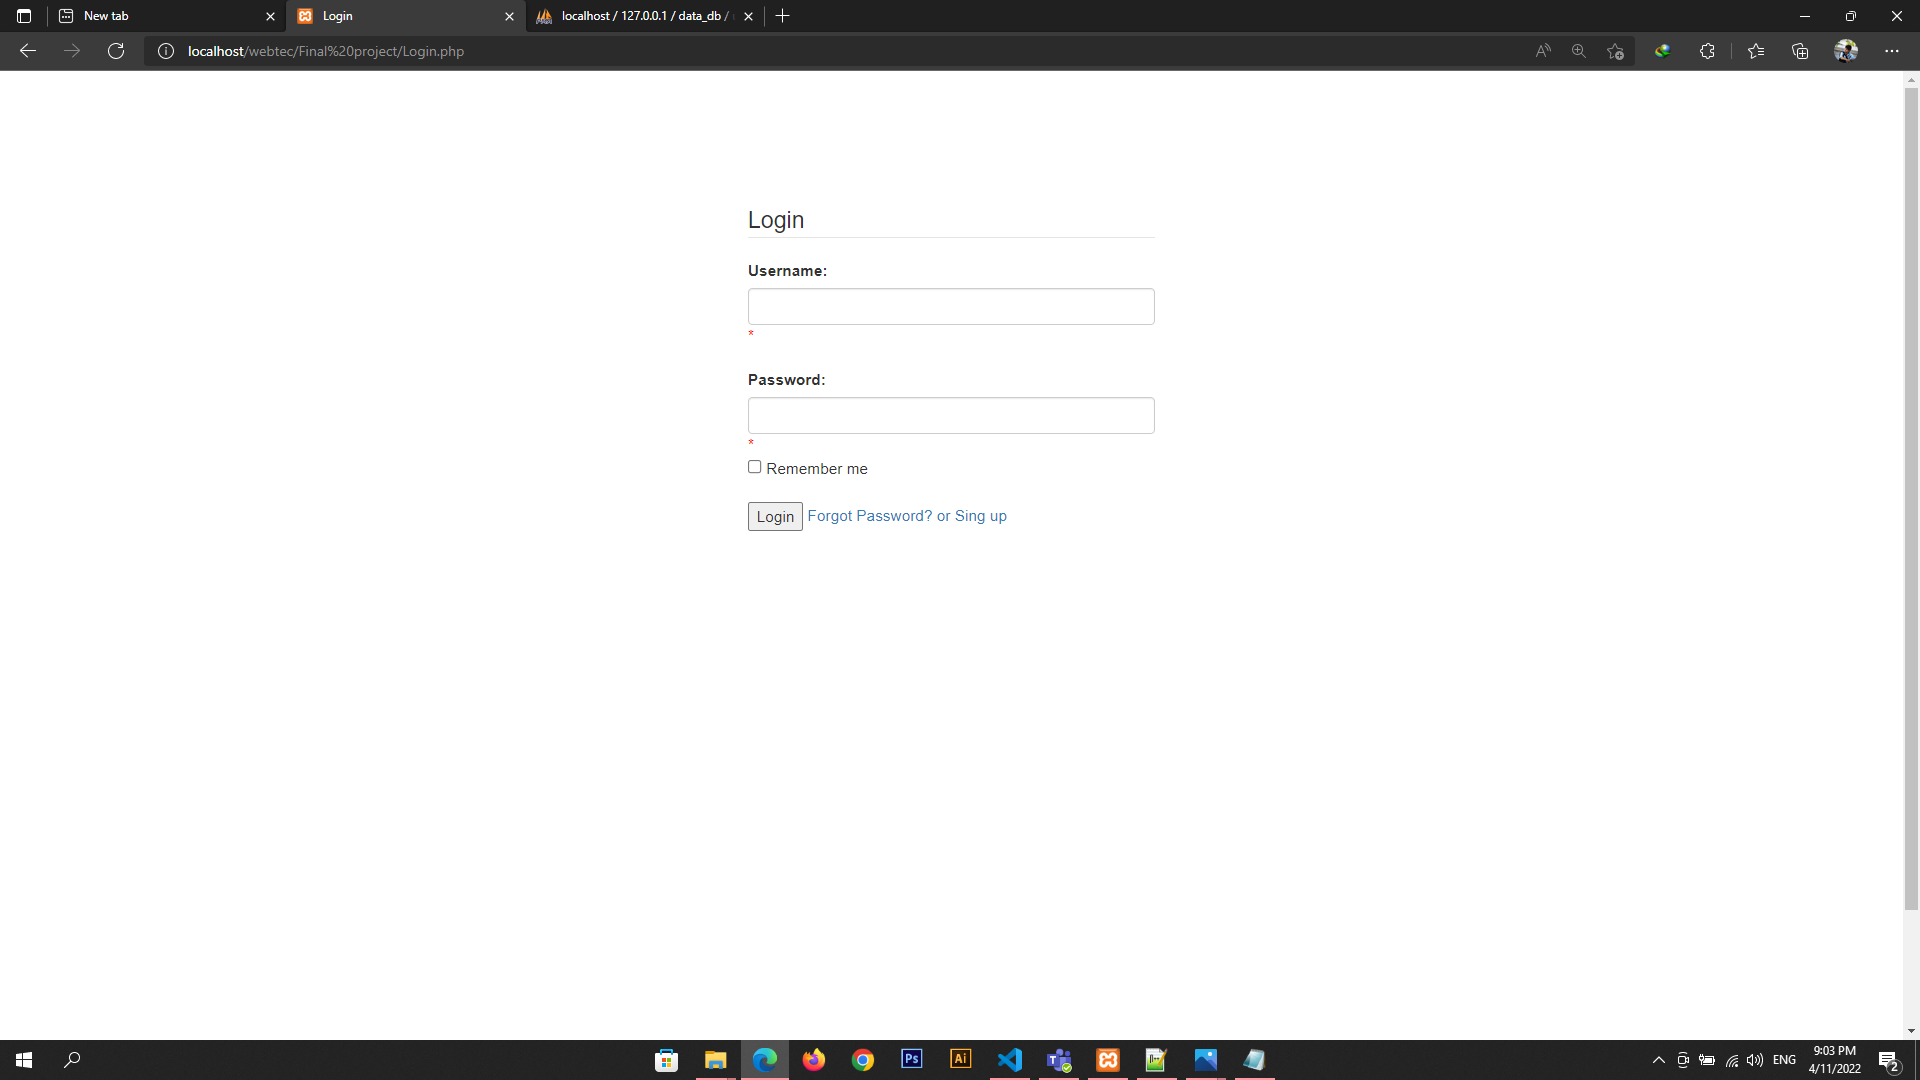 New tab
Login
localhost / 127.0.0.1 / data_db /
localhost/webtec/Final%20project/Login.php
Login
Username:
*
Password:
*
Remember me
Login Forgot Password? or Sing up
Ps
Ai
ENG
9:03 PM
4/11/2022
2